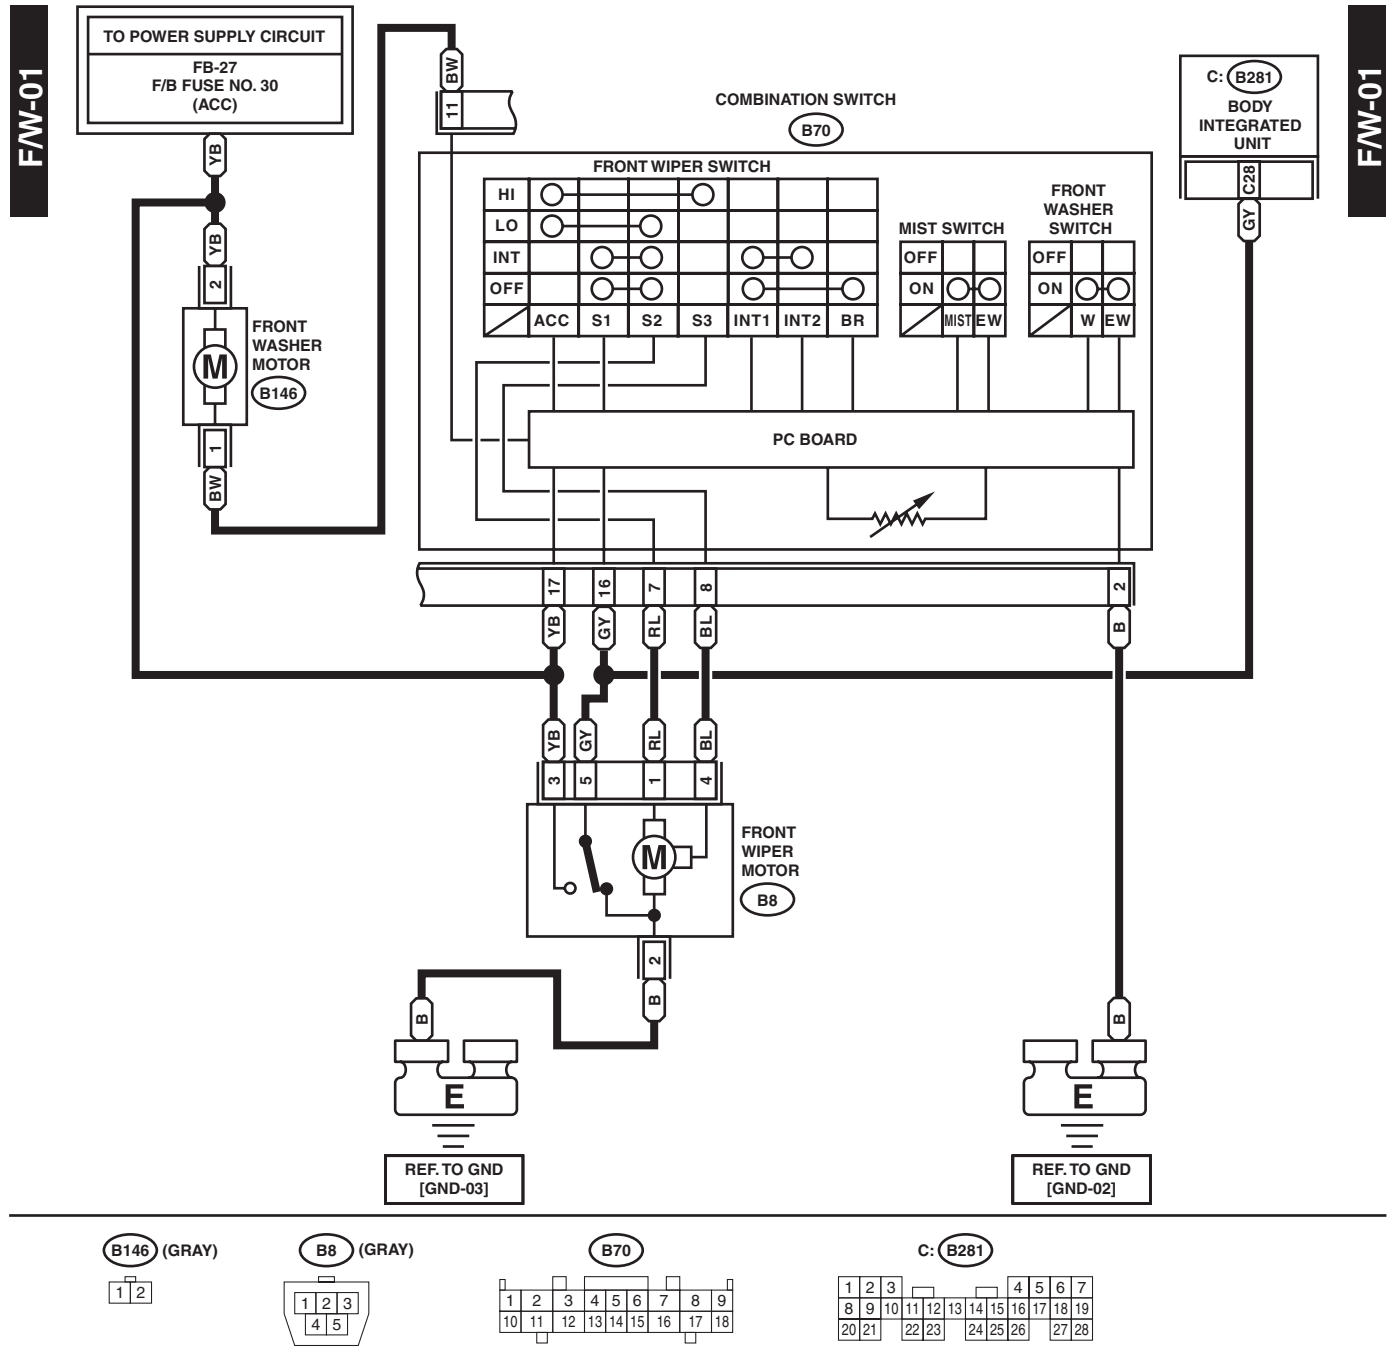 F/W-01
F/W-01
TO POWER SUPPLY CIRCUIT
FB-27
F/B FUSE NO. 30
(ACC)
YB
YB
2
M
FRONT
WASHER
MOTOR
B146
1
BW
BW
11
COMBINATION SWITCH
B70
FRONT WIPER SWITCH
HI
LO
INT
OFF
ACC S1 S2 S3 INT1 INT2 BR
MIST SWITCH
OFF
ON
MIST EW
FRONT
WASHER
SWITCH
OFF
ON
W EW
C: B281
BODY
INTEGRATED
UNIT
C28
GY
PC BOARD
17 16 7 8 2
YB GY RL BL B
YB GY RL BL
3 5 1 4
M
FRONT
WIPER
MOTOR
B8
2
B
B
E
REF. TO GND
[GND-03]
B
E
REF. TO GND
[GND-02]
B146 (GRAY)
1 2
B8 (GRAY)
1 2 3
4 5
B70
1 2 3 4 5 6 7 8 9
10 11 12 13 14 15 16 17 18
C: B281
1 2 3 4 5 6 7
8 9 10 11 12 13 14 15 16 17 18 19
20 21 22 23 24 25 26 27 28